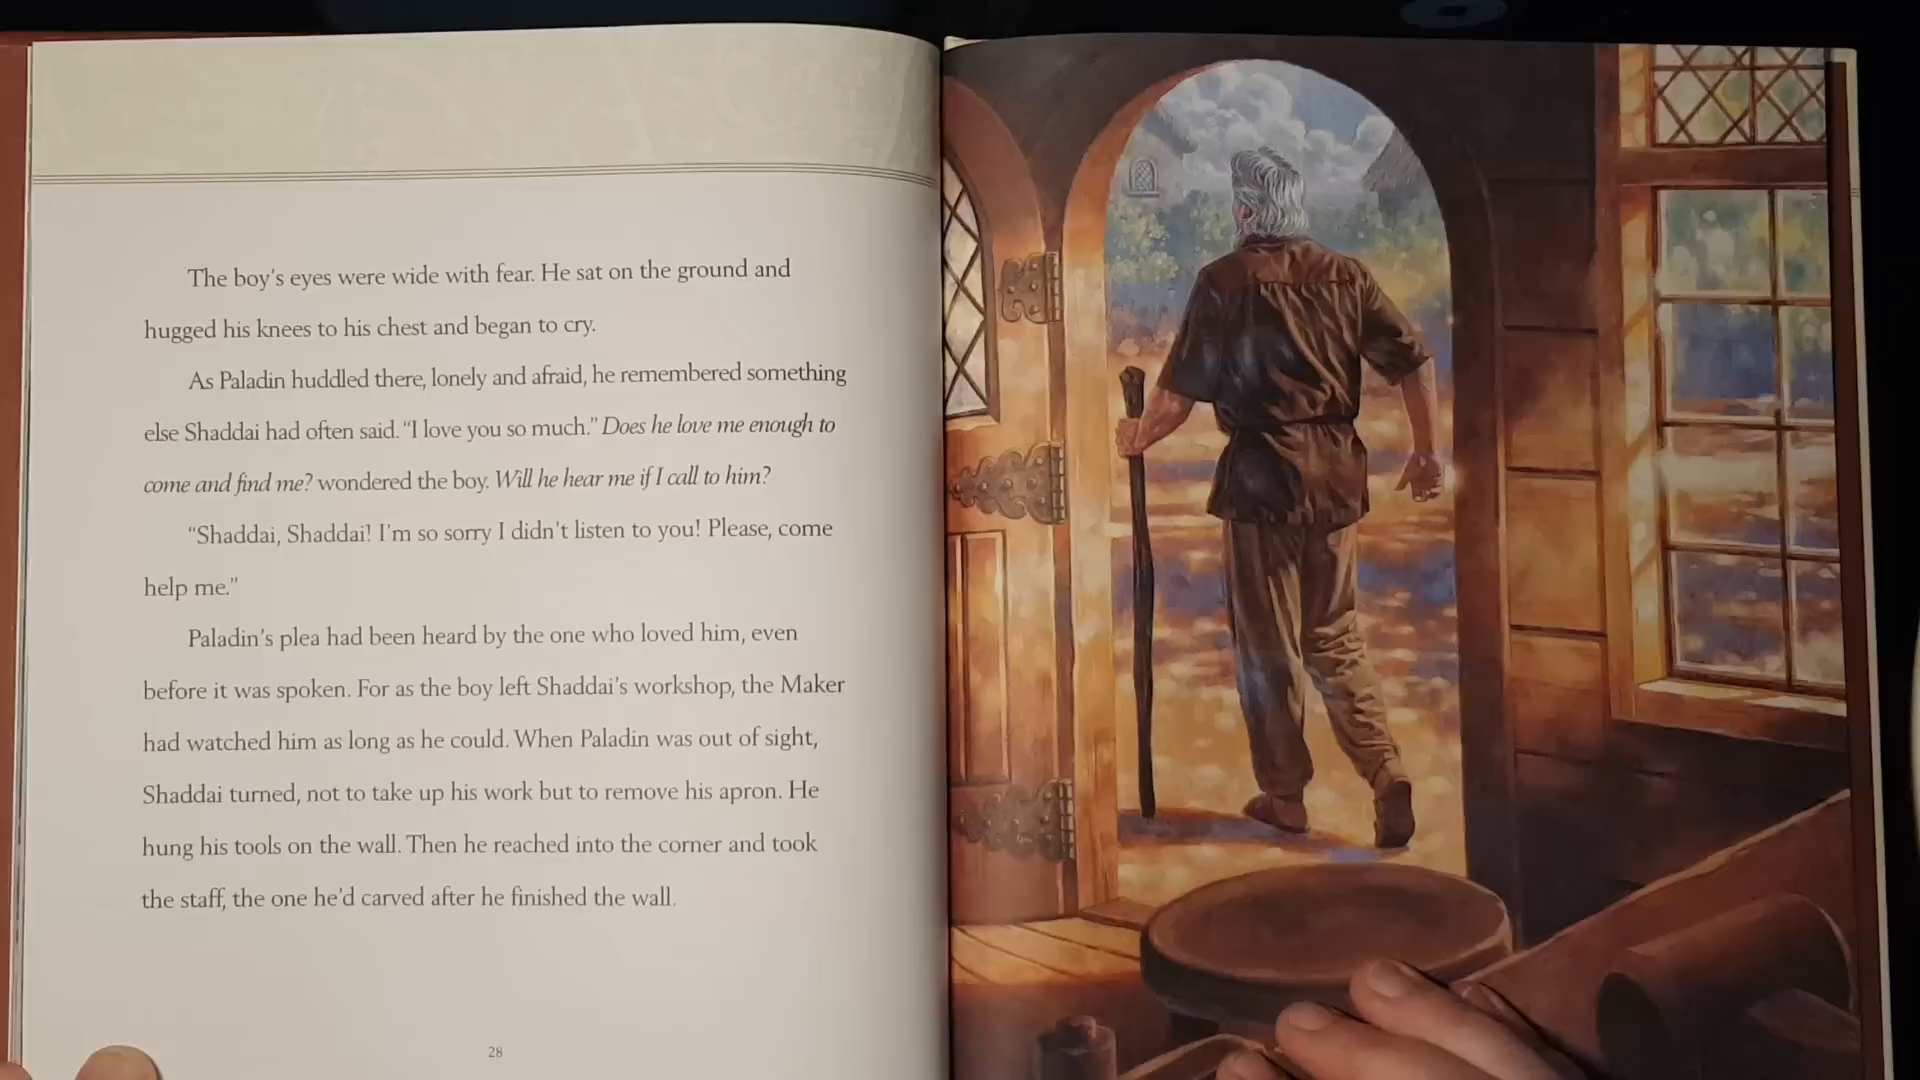 The boy's eyes were wide with fear. He sat on the ground and
hugged his knees to his chest and began to cry.
As Paladin huddled there, lonely and afraid, he remembered something
else Shaddai had often said. “I love you so much.” Does he love me enough to
come and find me? wondered the boy. Will he hear me if I call to him?
“Shaddai, Shaddai! I'm so sorry I didn't listen to you! Please, come
help me.”
Paladin's plea had been heard by the one who loved him, even
before it was spoken. For as the boy left Shaddai's workshop, the Maker
had watched him as long as he could. When Paladin was out of sight,
Shaddai turned, not to take up his work but to remove his apron. He
hung his tools on the wall. Then he reached into the corner and took
the staff, the one he'd carved after he finished the wall.
28